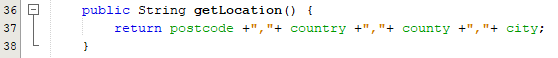 36 public String getLocation() {
37 return postcode +","+ country +","+ county +","+ city;
38 }